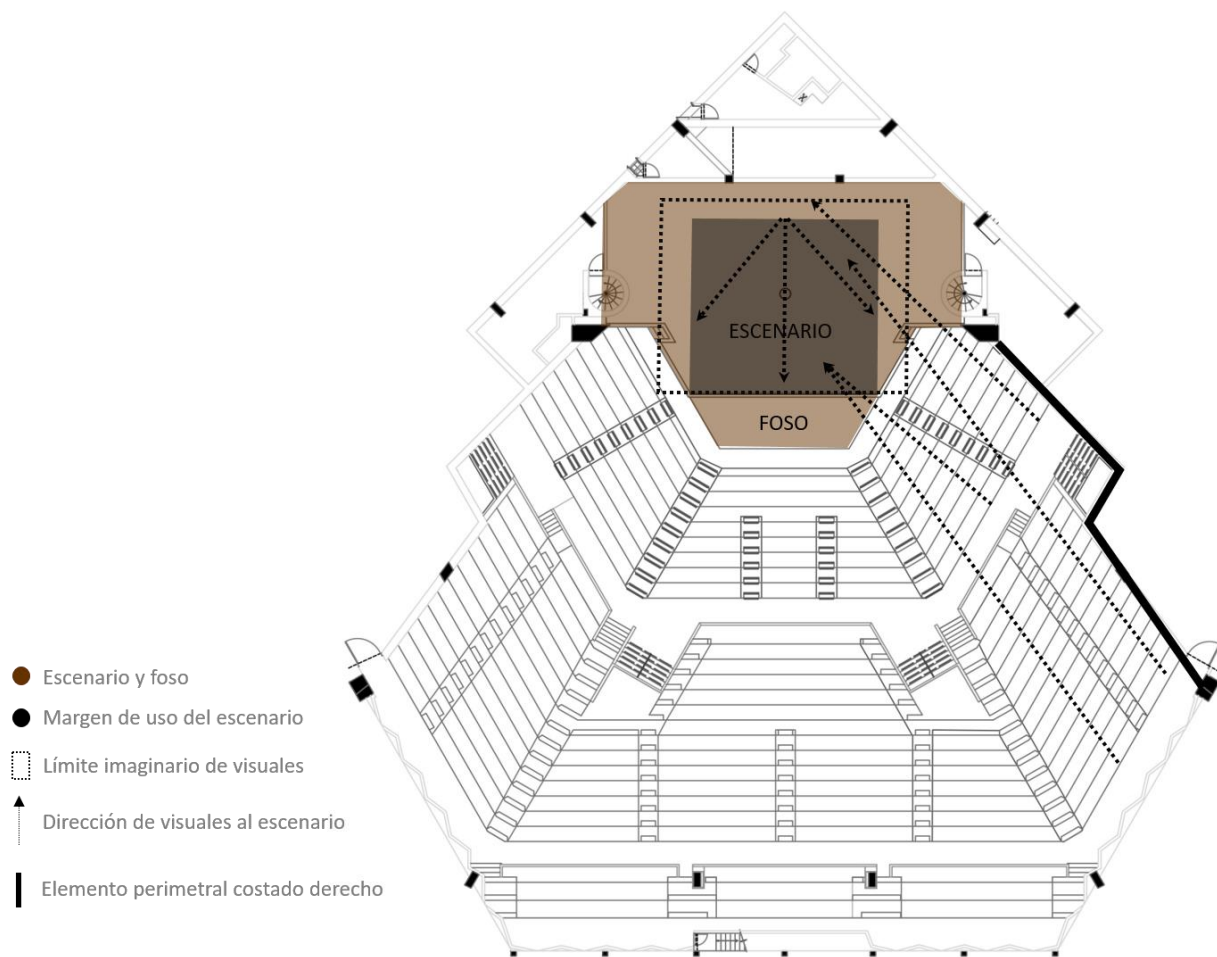 ESCENARIO
FOSO
Escenario y foso
Margen de uso del escenario
Límite imaginario de visuales
Dirección de visuales al escenario
Elemento perimetral costado derecho